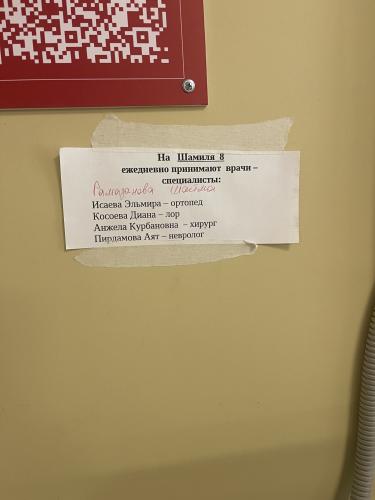 На Шамиля 8
ежедневно принимают врачи –
специалисты:
Исаева Эльмира – ортопед
Косоева Диана – лор
Анжела Курбановна – хирург
Пирдамова Аят – невролог